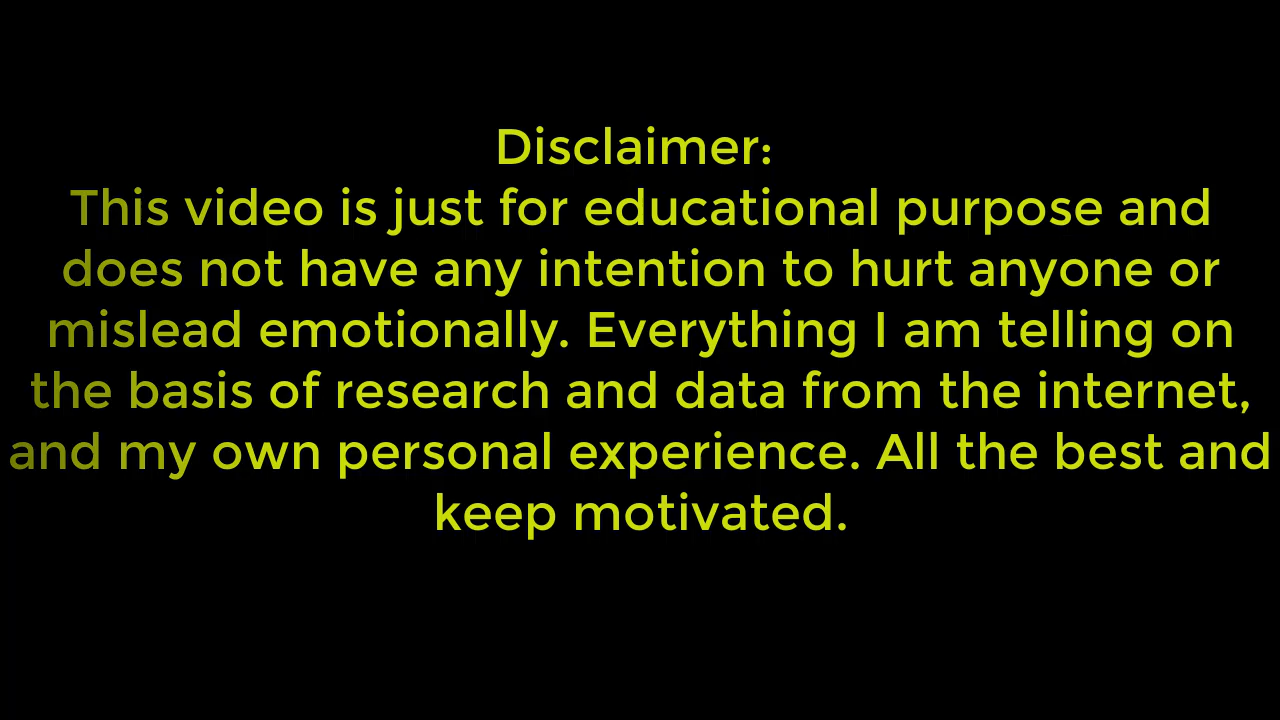 Disclaimer:
This video is just for educational purpose and
does not have any intention to hurt anyone or
mislead emotionally. Everything I am telling on
the basis of research and data from the internet,
and my own personal experience. All the best and
keep motivated.